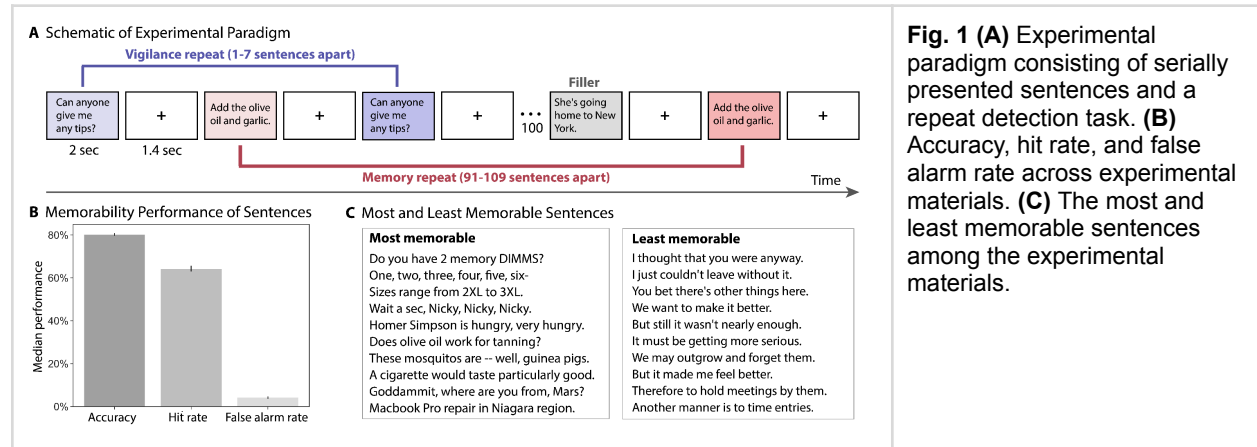 A Schematic of Experimental Paradigm
Vigilance repeat (1-7 sentences apart)
Filler
Can anyone
give me
any tips?
+
Add the olive
oil and garlic.
+
Can anyone
give me
any tips?
+
...
100
She's going
home to New
York.
+
Add the olive
oil and garlic.
+
2 sec
1.4 sec
Memory repeat (91-109 sentences apart)
Time
B Memorability Performance of Sentences
Median performance
80%
60%
40%
20%
0%
Accuracy
Hit rate
False alarm rate
C Most and Least Memorable Sentences
Most memorable
Do you have 2 memory DIMMS?
One, two, three, four, five, six-
Sizes range from 2XL to 3XL.
Wait a sec, Nicky, Nicky, Nicky.
Homer Simpson is hungry, very hungry.
Does olive oil work for tanning?
These mosquitos are -- well, guinea pigs.
A cigarette would taste particularly good.
Goddammit, where are you from, Mars?
Macbook Pro repair in Niagara region.
Least memorable
I thought that you were anyway.
I just couldn't leave without it.
You bet there's other things here.
We want to make it better.
But still it wasn't nearly enough.
It must be getting more serious.
We may outgrow and forget them.
But it made me feel better.
Therefore to hold meetings by them.
Another manner is to time entries.
Fig. 1 (A) Experimental
paradigm consisting of serially
presented sentences and a
repeat detection task. (B)
Accuracy, hit rate, and false
alarm rate across experimental
materials. (C) The most and
least memorable sentences
among the experimental
materials.